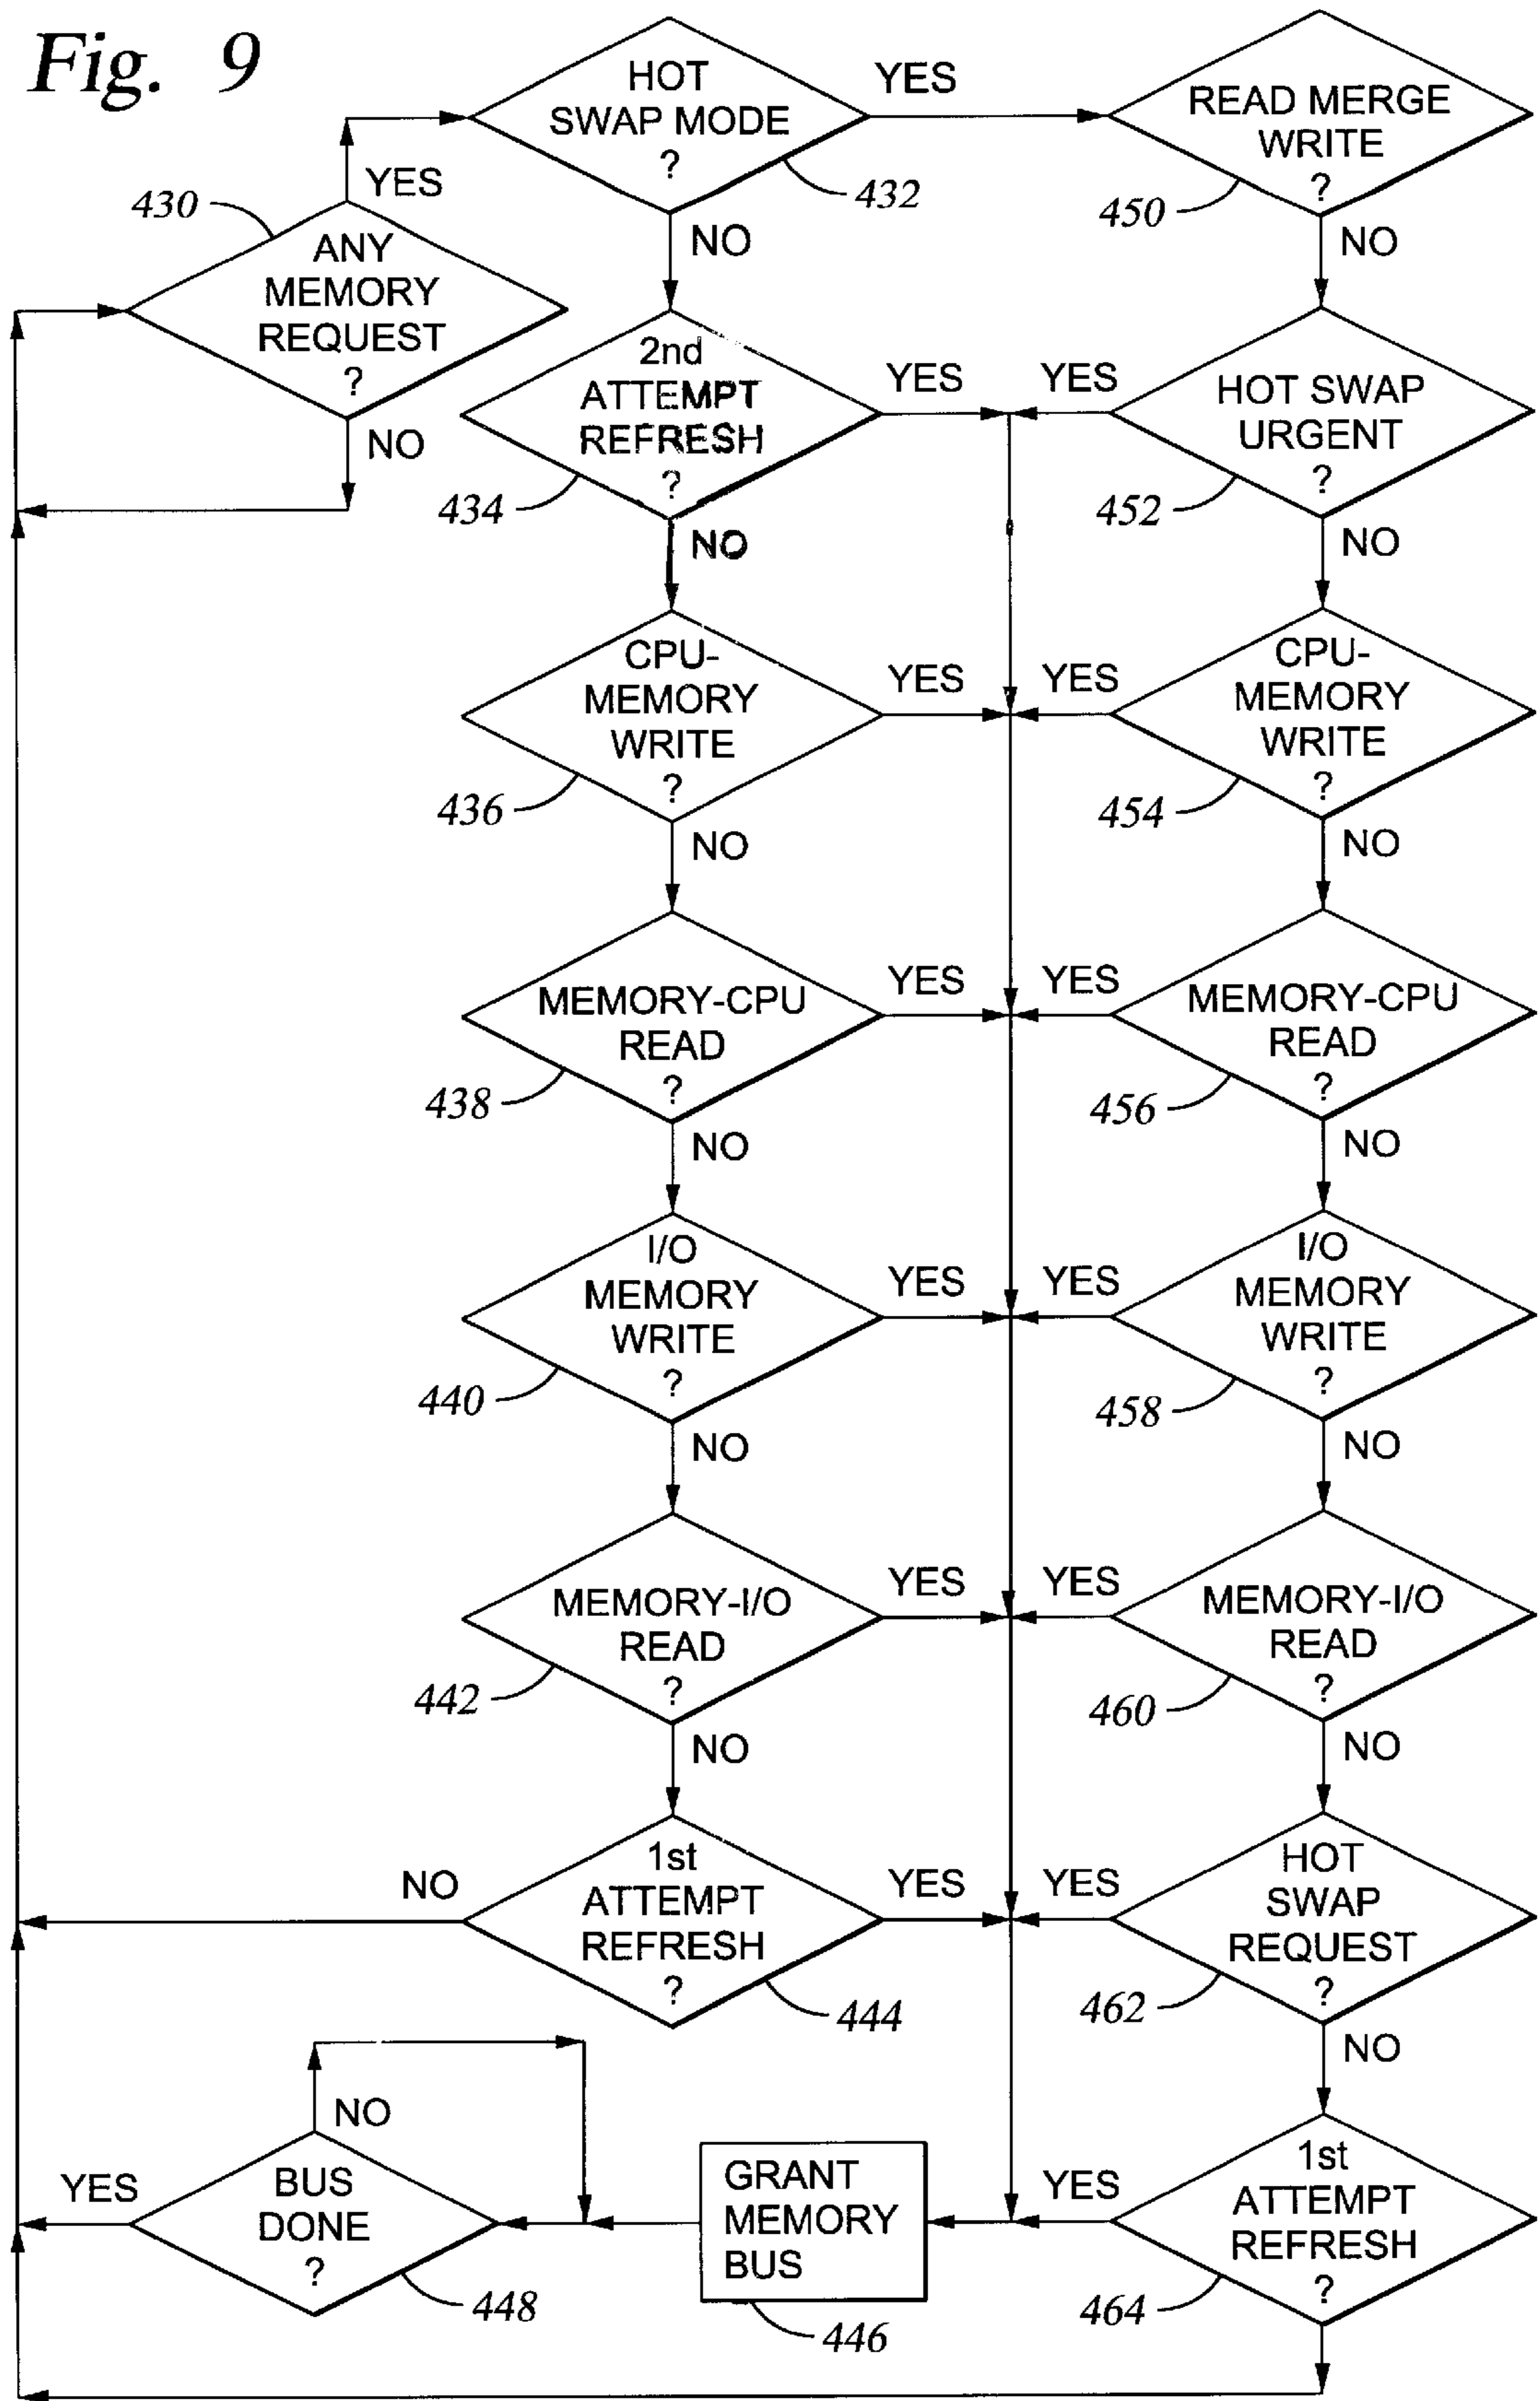 Fig. 9
HOT
SWAP MODE
?
YES
432
READ MERGE
WRITE
?
450
NO
YES
430
ANY
MEMORY
REQUEST
?
NO
NO
2nd
ATTEMPT
REFRESH
?
YES
434
NO
YES
HOT SWAP
URGENT
?
452
NO
CPU-
MEMORY
WRITE
?
YES
436
NO
YES
CPU-
MEMORY
WRITE
?
454
NO
MEMORY-CPU
READ
?
YES
438
NO
YES
MEMORY-CPU
READ
?
456
NO
I/O
MEMORY
WRITE
?
YES
440
NO
YES
I/O
MEMORY
WRITE
?
458
NO
MEMORY-I/O
READ
?
YES
442
NO
YES
MEMORY-I/O
READ
?
460
NO
NO
1st
ATTEMPT
REFRESH
?
YES
444
YES
HOT
SWAP
REQUEST
?
462
NO
NO
YES
BUS
DONE
?
448
GRANT
MEMORY
BUS
446
YES
1st
ATTEMPT
REFRESH
?
464